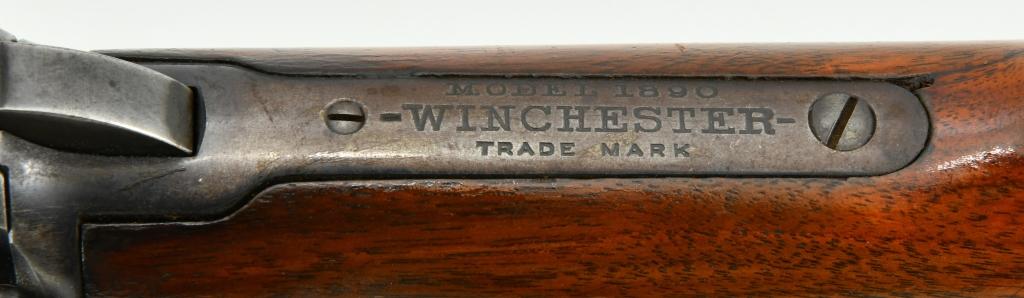 MODEL 1890
-WINCHESTER-
TRADE MARK